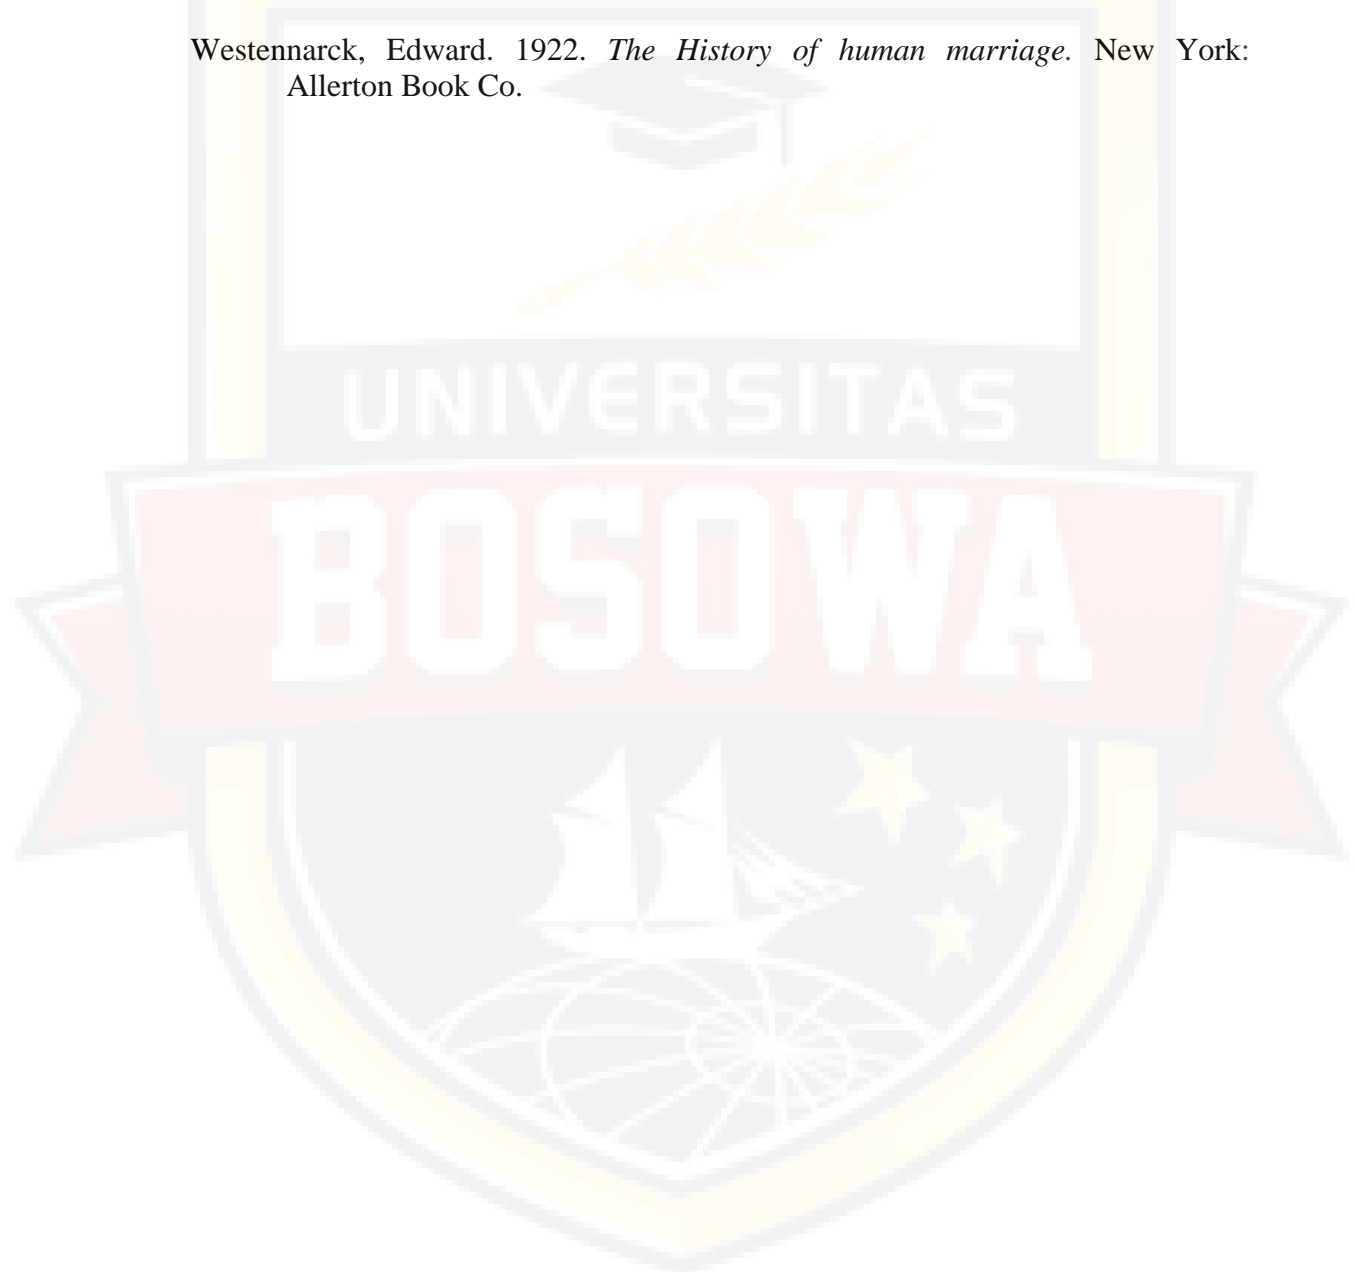 Westennarck, Edward. 1922. The History of human marriage. New York:
Allerton Book Co.
UNIVERSITAS
BOSOWA